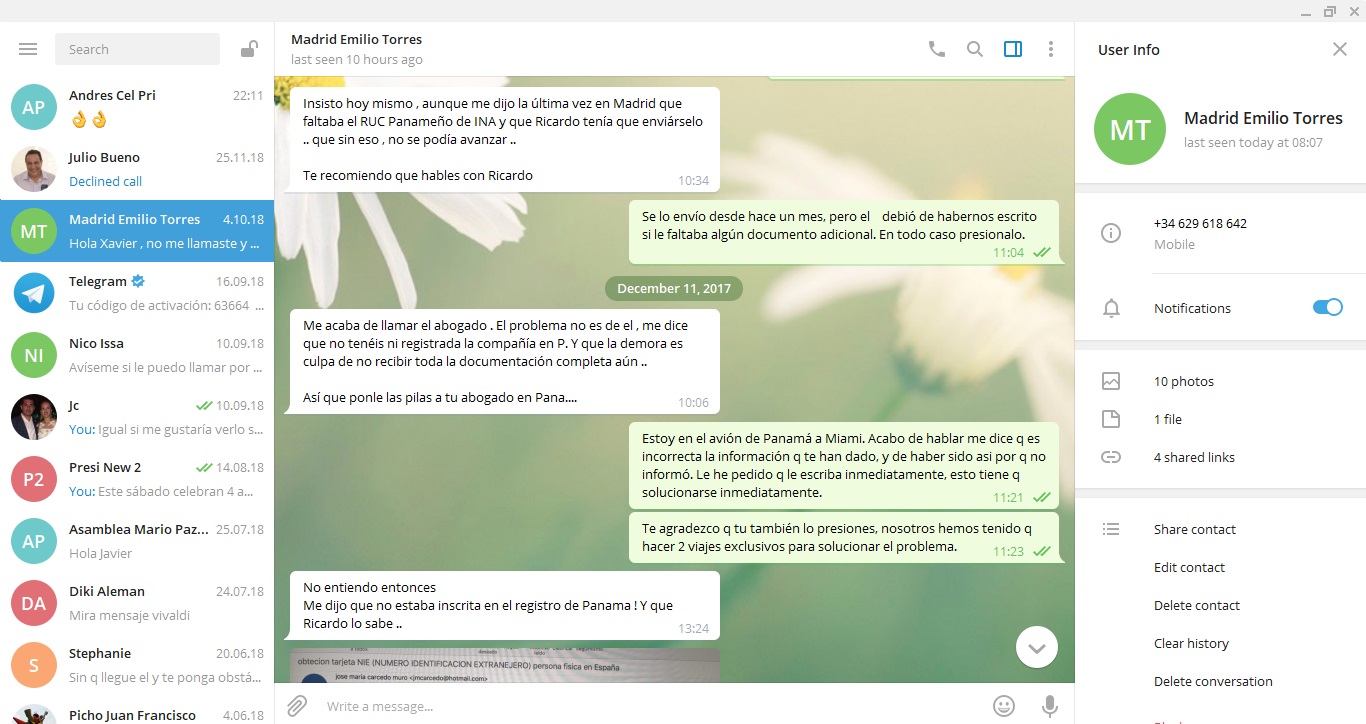 Search
Andres Cel Pri
22:11
👌👌
Julio Bueno
25.11.18
Declined call
Madrid Emilio Torres
4.10.18
Hola Xavier , no me llamaste y ...
Telegram
16.09.18
Tu código de activación: 63664 ...
Nico Issa
10.09.18
Avíseme si le puedo llamar por ...
Jc
10.09.18
You: Igual si me gustaría verlo s...
Presi New 2
14.08.18
You: Este sábado celebran 4 a...
Asamblea Mario Paz...
25.07.18
Hola Javier
Diki Aleman
24.07.18
Mira mensaje vivaldi
Stephanie
20.06.18
Sin q llegue el y te ponga obstá...
Picho Juan Francisco
4.06.18
AP
MT
NI
P2
AP
DA
S
Madrid Emilio Torres
last seen 10 hours ago
Insisto hoy mismo , aunque me dijo la última vez en Madrid que
faltaba el RUC Panameño de INA y que Ricardo tenía que enviárselo
.. que sin eso , no se podía avanzar ..
Te recomiendo que hables con Ricardo
10:34
Se lo envío desde hace un mes, pero el debió de habernos escrito
si le faltaba algún documento adicional. En todo caso presionalo.
11:04
December 11, 2017
Me acaba de llamar el abogado . El problema no es de el , me dice
que no tenéis ni registrada la compañía en P. Y que la demora es
culpa de no recibir toda la documentación completa aún ..
Así que ponle las pilas a tu abogado en Pana....
10:06
Estoy en el avión de Panamá a Miami. Acabo de hablar me dice q es
incorrecta la información q te han dado, y de haber sido asi por q no
informó. Le he pedido q le escriba inmediatamente, esto tiene q
solucionarse inmediatamente.
11:21
Te agradezco q tu también lo presiones, nosotros hemos tenido q
hacer 2 viajes exclusivos para solucionar el problema.
11:23
No entiendo entonces
Me dijo que no estaba inscrita en el registro de Panama ! Y que
Ricardo lo sabe ..
13:24
obtecion tarjeta NIE (NUMERO IDENTIFICACION EXTRANJERO) persona fisica en España
jose maria carcedo muro <jmcarcedo@hotmail.com>
Write a message...
User Info
MT
Madrid Emilio Torres
last seen today at 08:07
+34 629 618 642
Mobile
Notifications
10 photos
1 file
4 shared links
Share contact
Edit contact
Delete contact
Clear history
Delete conversation